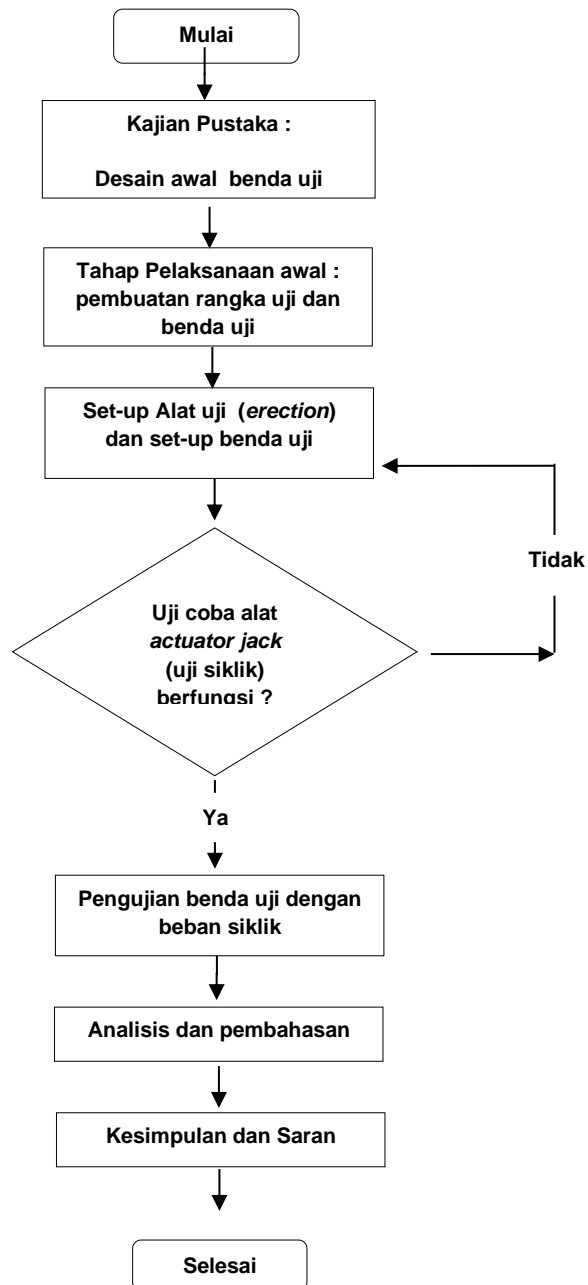 Mulai
Kajian Pustaka :
Desain awal benda uji
Tahap Pelaksanaan awal :
pembuatan rangka uji dan
benda uji
Set-up Alat uji (erection)
dan set-up benda uji
Tidak
Uji coba alat
actuator jack
(uji siklik)
berfungsi ?
Ya
Pengujian benda uji dengan
beban siklik
Analisis dan pembahasan
Kesimpulan dan Saran
Selesai